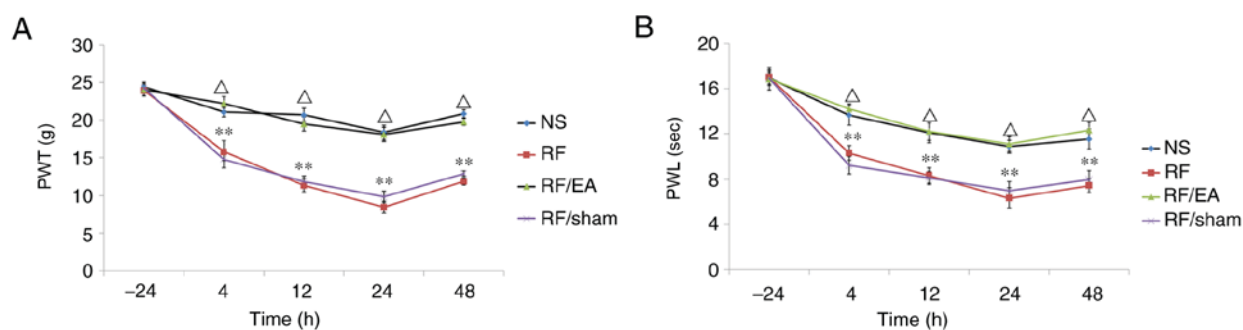 A
30
25
20
15
10
5
0
PWT (g)
△ △ △ △
** ** ** **
−24 4 12 24 48
Time (h)
NS
RF
RF/EA
RF/sham
B
20
16
12
8
4
0
PWL (sec)
△ △ △ △
** ** ** **
−24 4 12 24 48
Time (h)
NS
RF
RF/EA
RF/sham